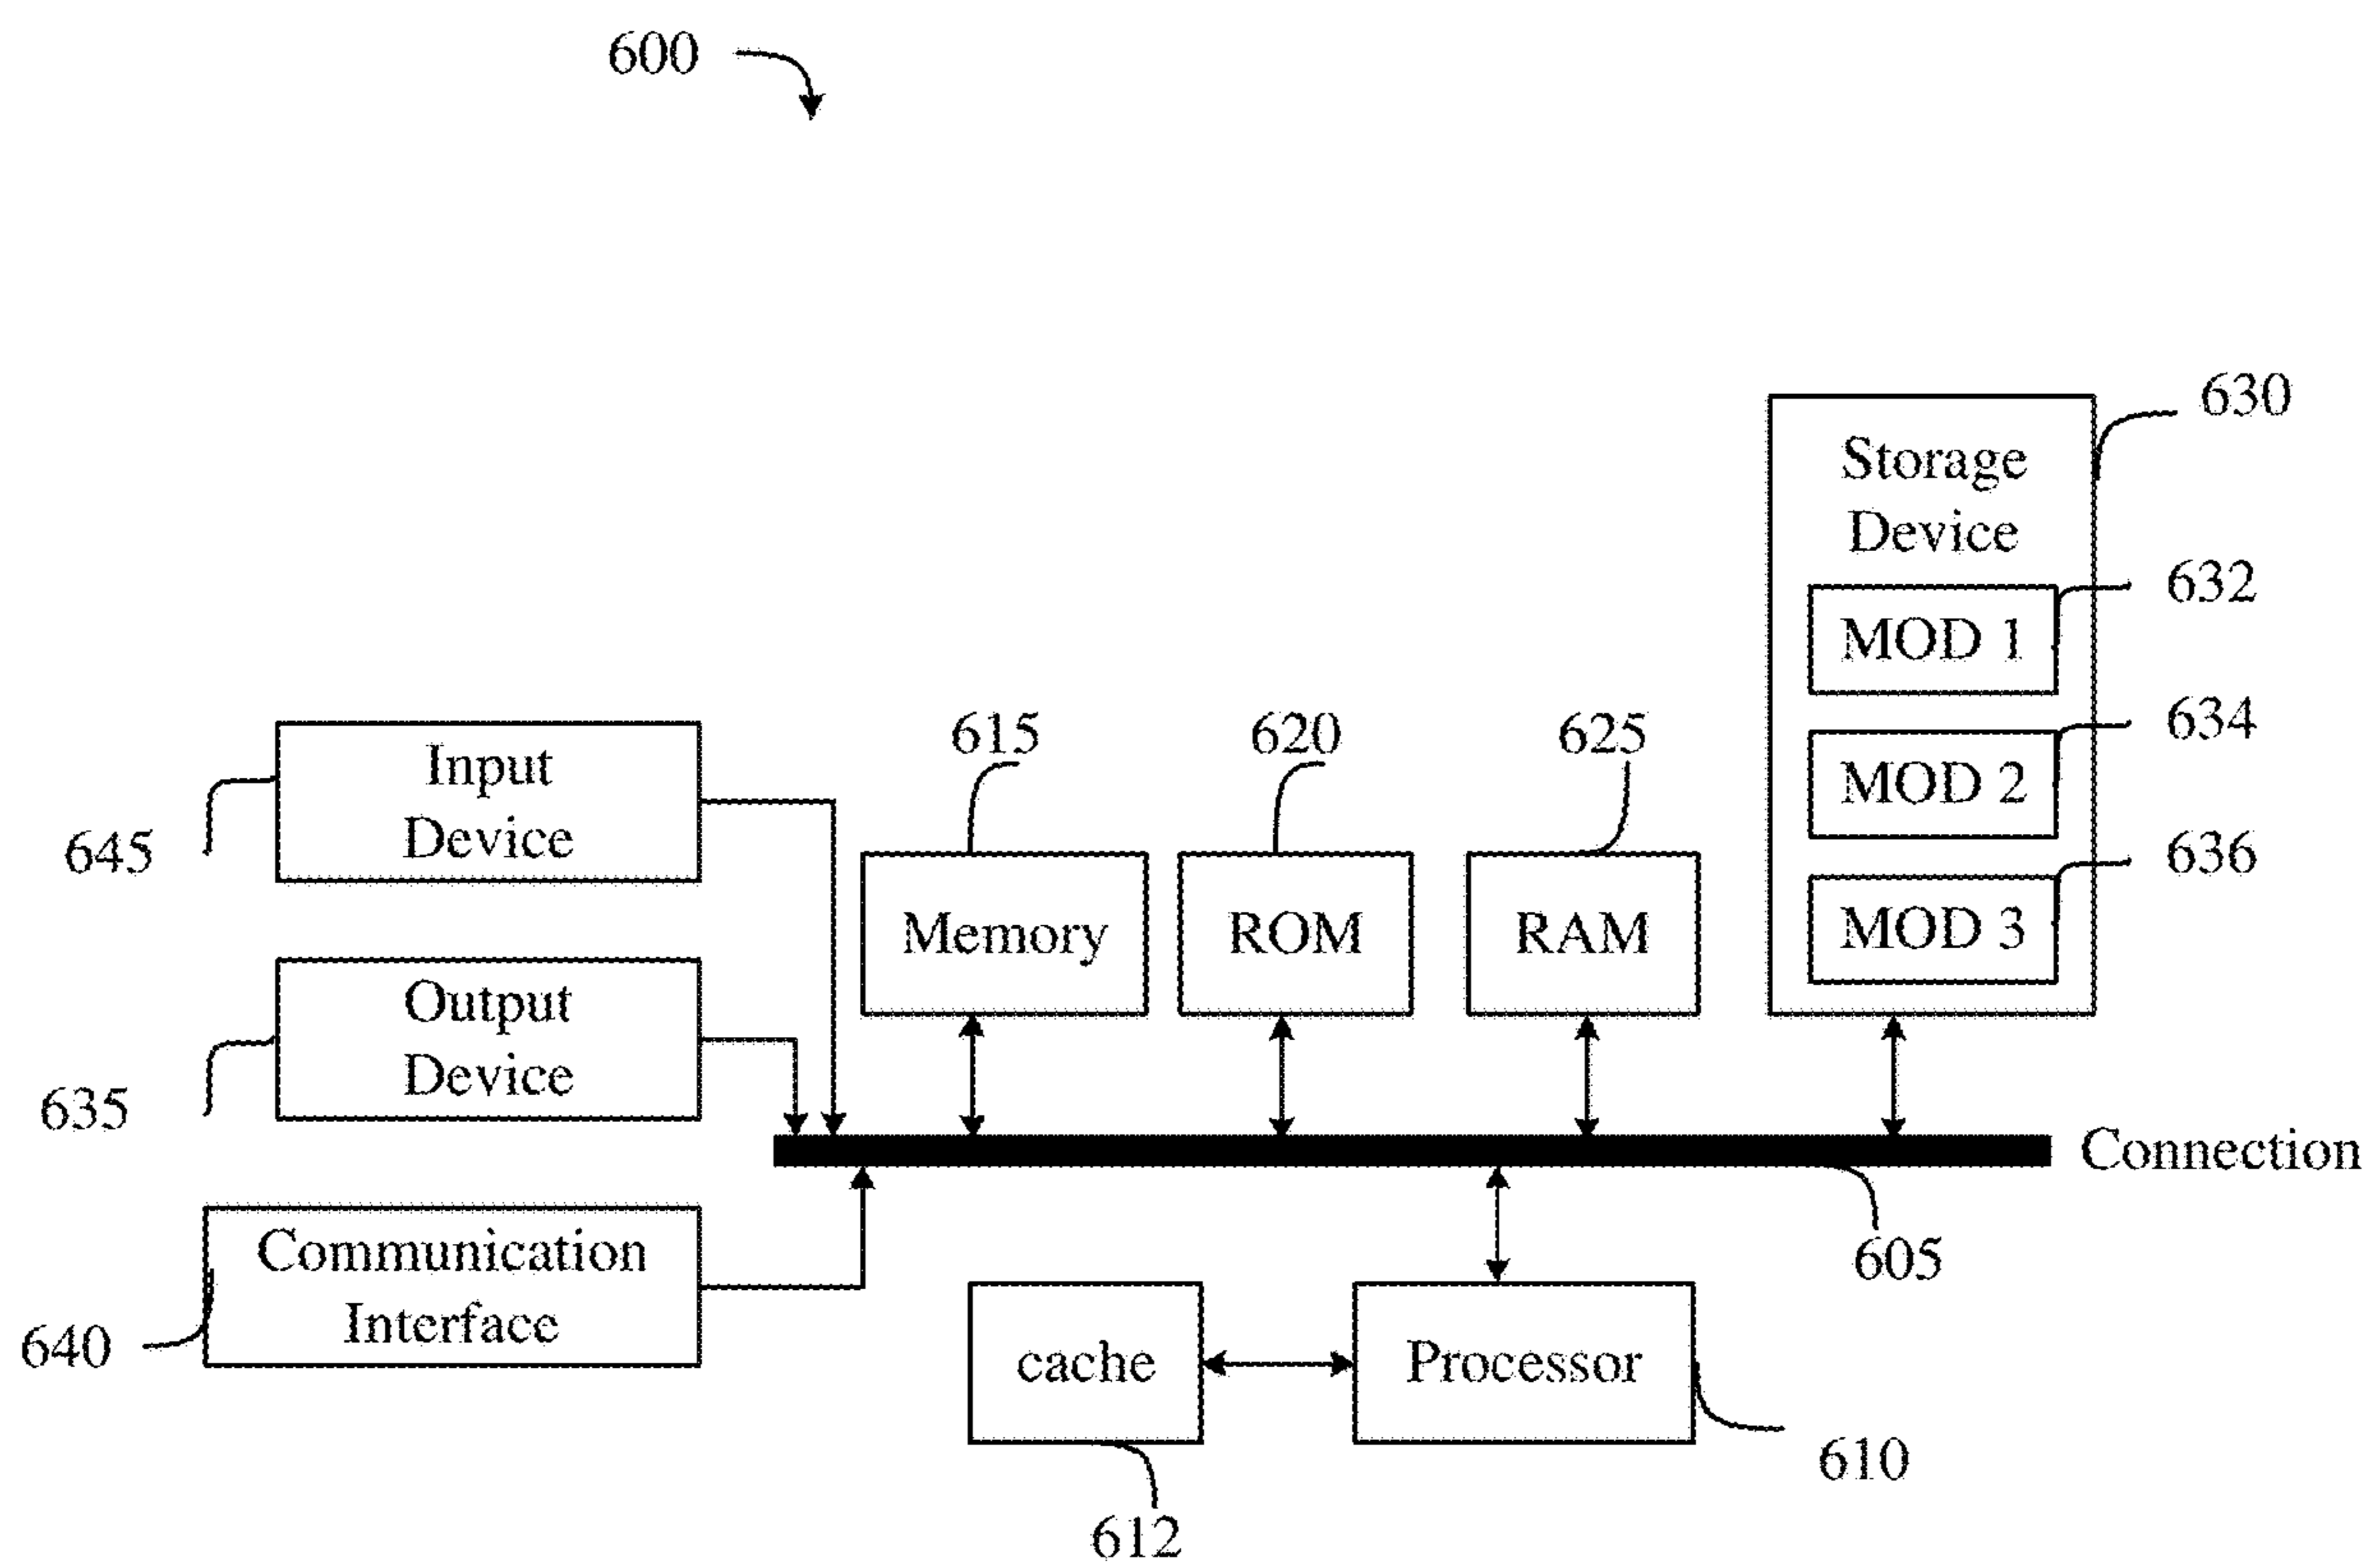 600
630
Storage
Device
632
MOD 1
634
MOD 2
636
MOD 3
615
620
625
Input
Device
645
Memory
ROM
RAM
Output
Device
635
Connection
605
Communication
Interface
640
cache
Processor
610
612